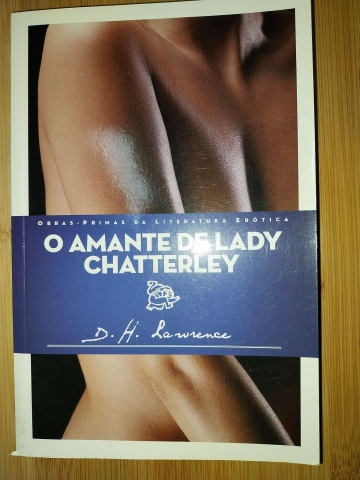 OBRAS-PRIMAS DA LITERATURA ERÓTICA
O AMANTE DE LADY
CHATTERLEY
D. H. Lawrence